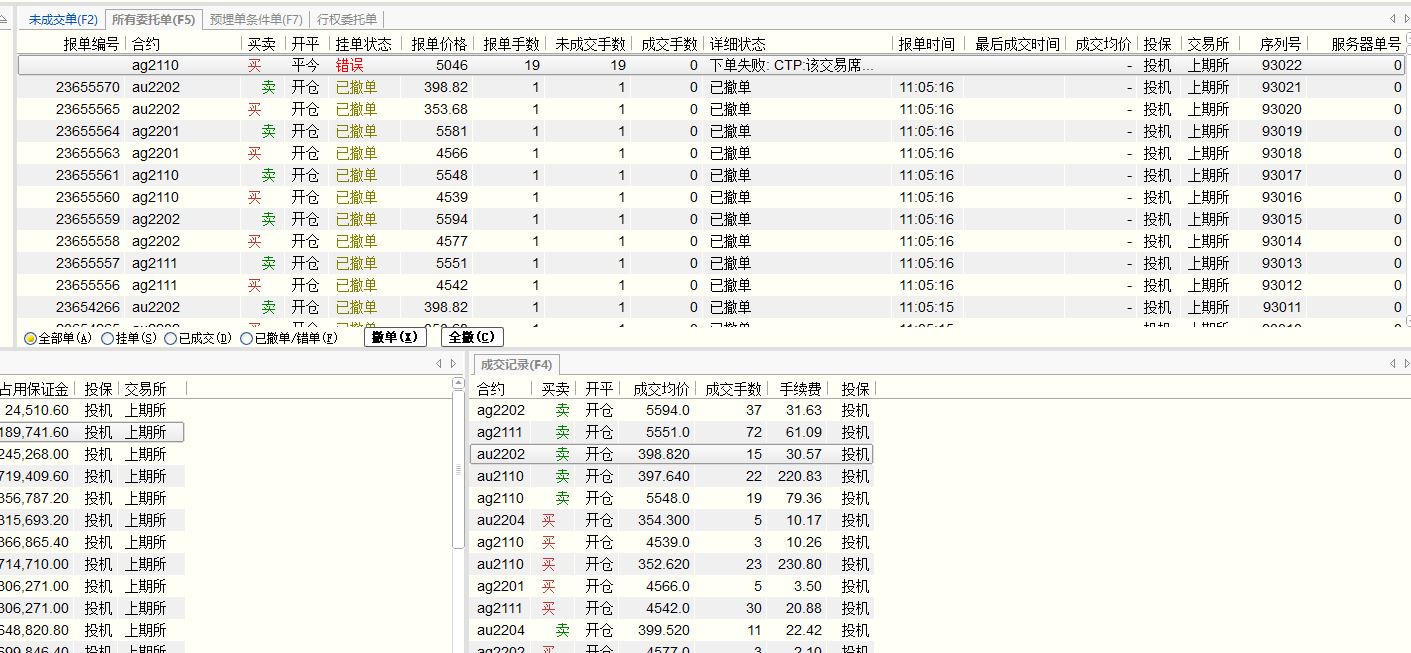 未成交单(F2) 所有委托单(F5) 预埋单条件单(F7) 行权委托单
报单编号 合约 买卖 开平 挂单状态 报单价格 报单手数 未成交手数 成交手数 详细状态 报单时间 最后成交时间 成交均价 投保 交易所 序列号 服务器单号
ag2110 买 平今 错误 5046 19 19 0 下单失败: CTP:该交易席... - 投机 上期所 93022 0
23655570 au2202 卖 开仓 已撤单 398.82 1 1 0 已撤单 11:05:16 - 投机 上期所 93021 0
23655565 au2202 买 开仓 已撤单 353.68 1 1 0 已撤单 11:05:16 - 投机 上期所 93020 0
23655564 ag2201 卖 开仓 已撤单 5581 1 1 0 已撤单 11:05:16 - 投机 上期所 93019 0
23655563 ag2201 买 开仓 已撤单 4566 1 1 0 已撤单 11:05:16 - 投机 上期所 93018 0
23655561 ag2110 卖 开仓 已撤单 5548 1 1 0 已撤单 11:05:16 - 投机 上期所 93017 0
23655560 ag2110 买 开仓 已撤单 4539 1 1 0 已撤单 11:05:16 - 投机 上期所 93016 0
23655559 ag2202 卖 开仓 已撤单 5594 1 1 0 已撤单 11:05:16 - 投机 上期所 93015 0
23655558 ag2202 买 开仓 已撤单 4577 1 1 0 已撤单 11:05:16 - 投机 上期所 93014 0
23655557 ag2111 卖 开仓 已撤单 5551 1 1 0 已撤单 11:05:16 - 投机 上期所 93013 0
23655556 ag2111 买 开仓 已撤单 4542 1 1 0 已撤单 11:05:16 - 投机 上期所 93012 0
23654266 au2202 卖 开仓 已撤单 398.82 1 1 0 已撤单 11:05:15 - 投机 上期所 93011 0
全部单(A) 挂单(S) 已成交(D) 已撤单/错单(F) 撤单(X) 全撤(C)
占用保证金 投保 交易所
24,510.60 投机 上期所
189,741.60 投机 上期所
245,268.00 投机 上期所
719,409.60 投机 上期所
356,787.20 投机 上期所
315,693.20 投机 上期所
366,865.40 投机 上期所
714,710.00 投机 上期所
306,271.00 投机 上期所
306,271.00 投机 上期所
648,820.80 投机 上期所
699,846.40 投机 上期所
成交记录(F4)
合约 买卖 开平 成交均价 成交手数 手续费 投保
ag2202 卖 开仓 5594.0 37 31.63 投机
ag2111 卖 开仓 5551.0 72 61.09 投机
au2202 卖 开仓 398.820 15 30.57 投机
au2110 卖 开仓 397.640 22 220.83 投机
ag2110 卖 开仓 5548.0 19 79.36 投机
au2204 买 开仓 354.300 5 10.17 投机
ag2110 买 开仓 4539.0 3 10.26 投机
au2110 买 开仓 352.620 23 230.80 投机
ag2201 买 开仓 4566.0 5 3.50 投机
ag2111 买 开仓 4542.0 30 20.88 投机
au2204 卖 开仓 399.520 11 22.42 投机
ag2202 买 开仓 4577.0 3 2.10 投机